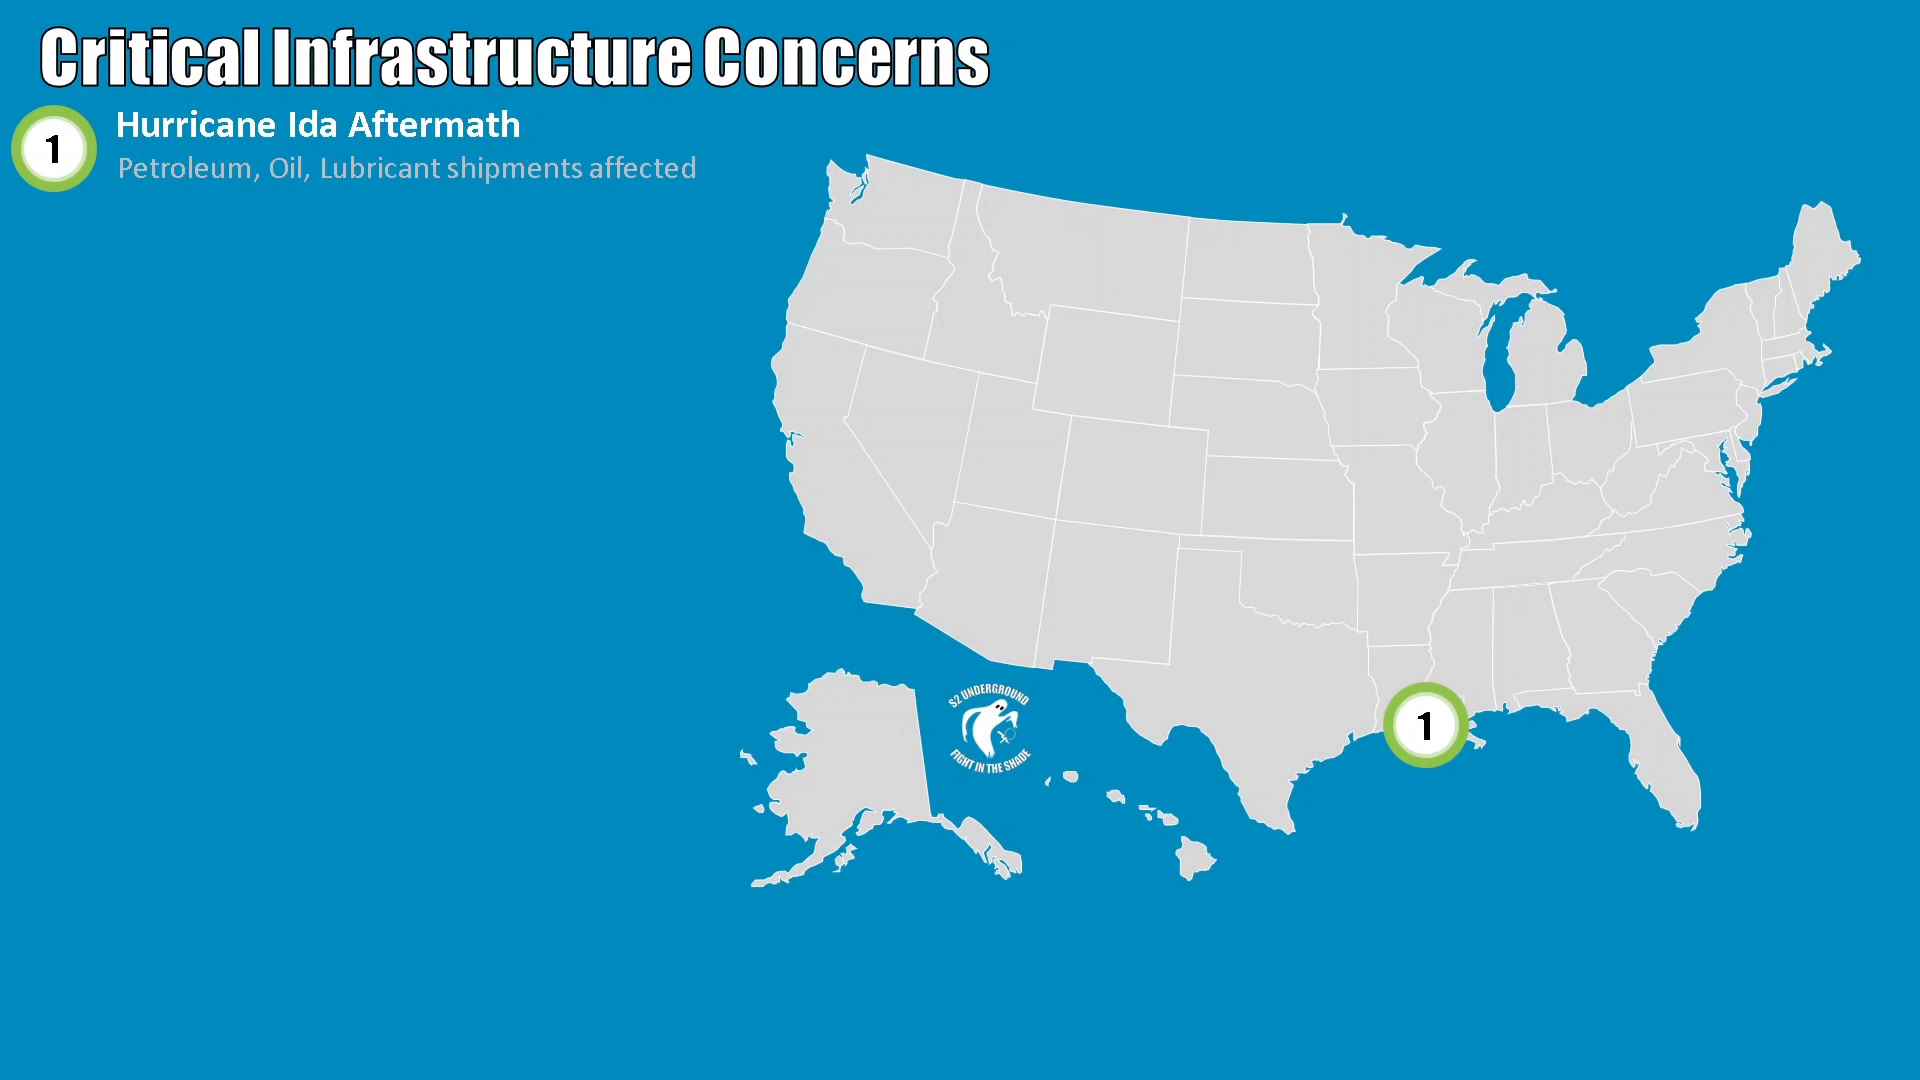 Critical Infrastructure Concerns
1
Hurricane Ida Aftermath
Petroleum, Oil, Lubricant shipments affected
S2 UNDERGROUND
FIGHT IN THE SHADE
1